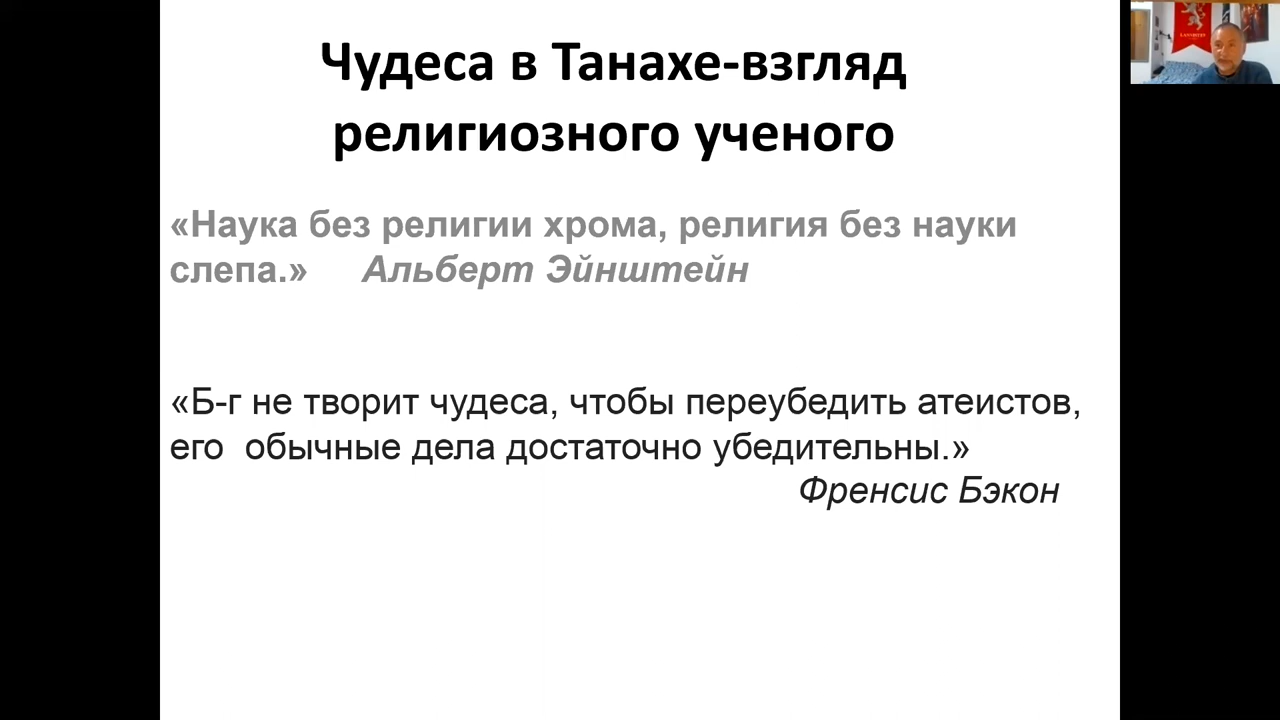 Чудеса в Танахе-взгляд
религиозного ученого
«Наука без религии хрома, религия без науки
слепа.» Альберт Эйнштейн
«Б-г не творит чудеса, чтобы переубедить атеистов,
его обычные дела достаточно убедительны.»
Френсис Бэкон